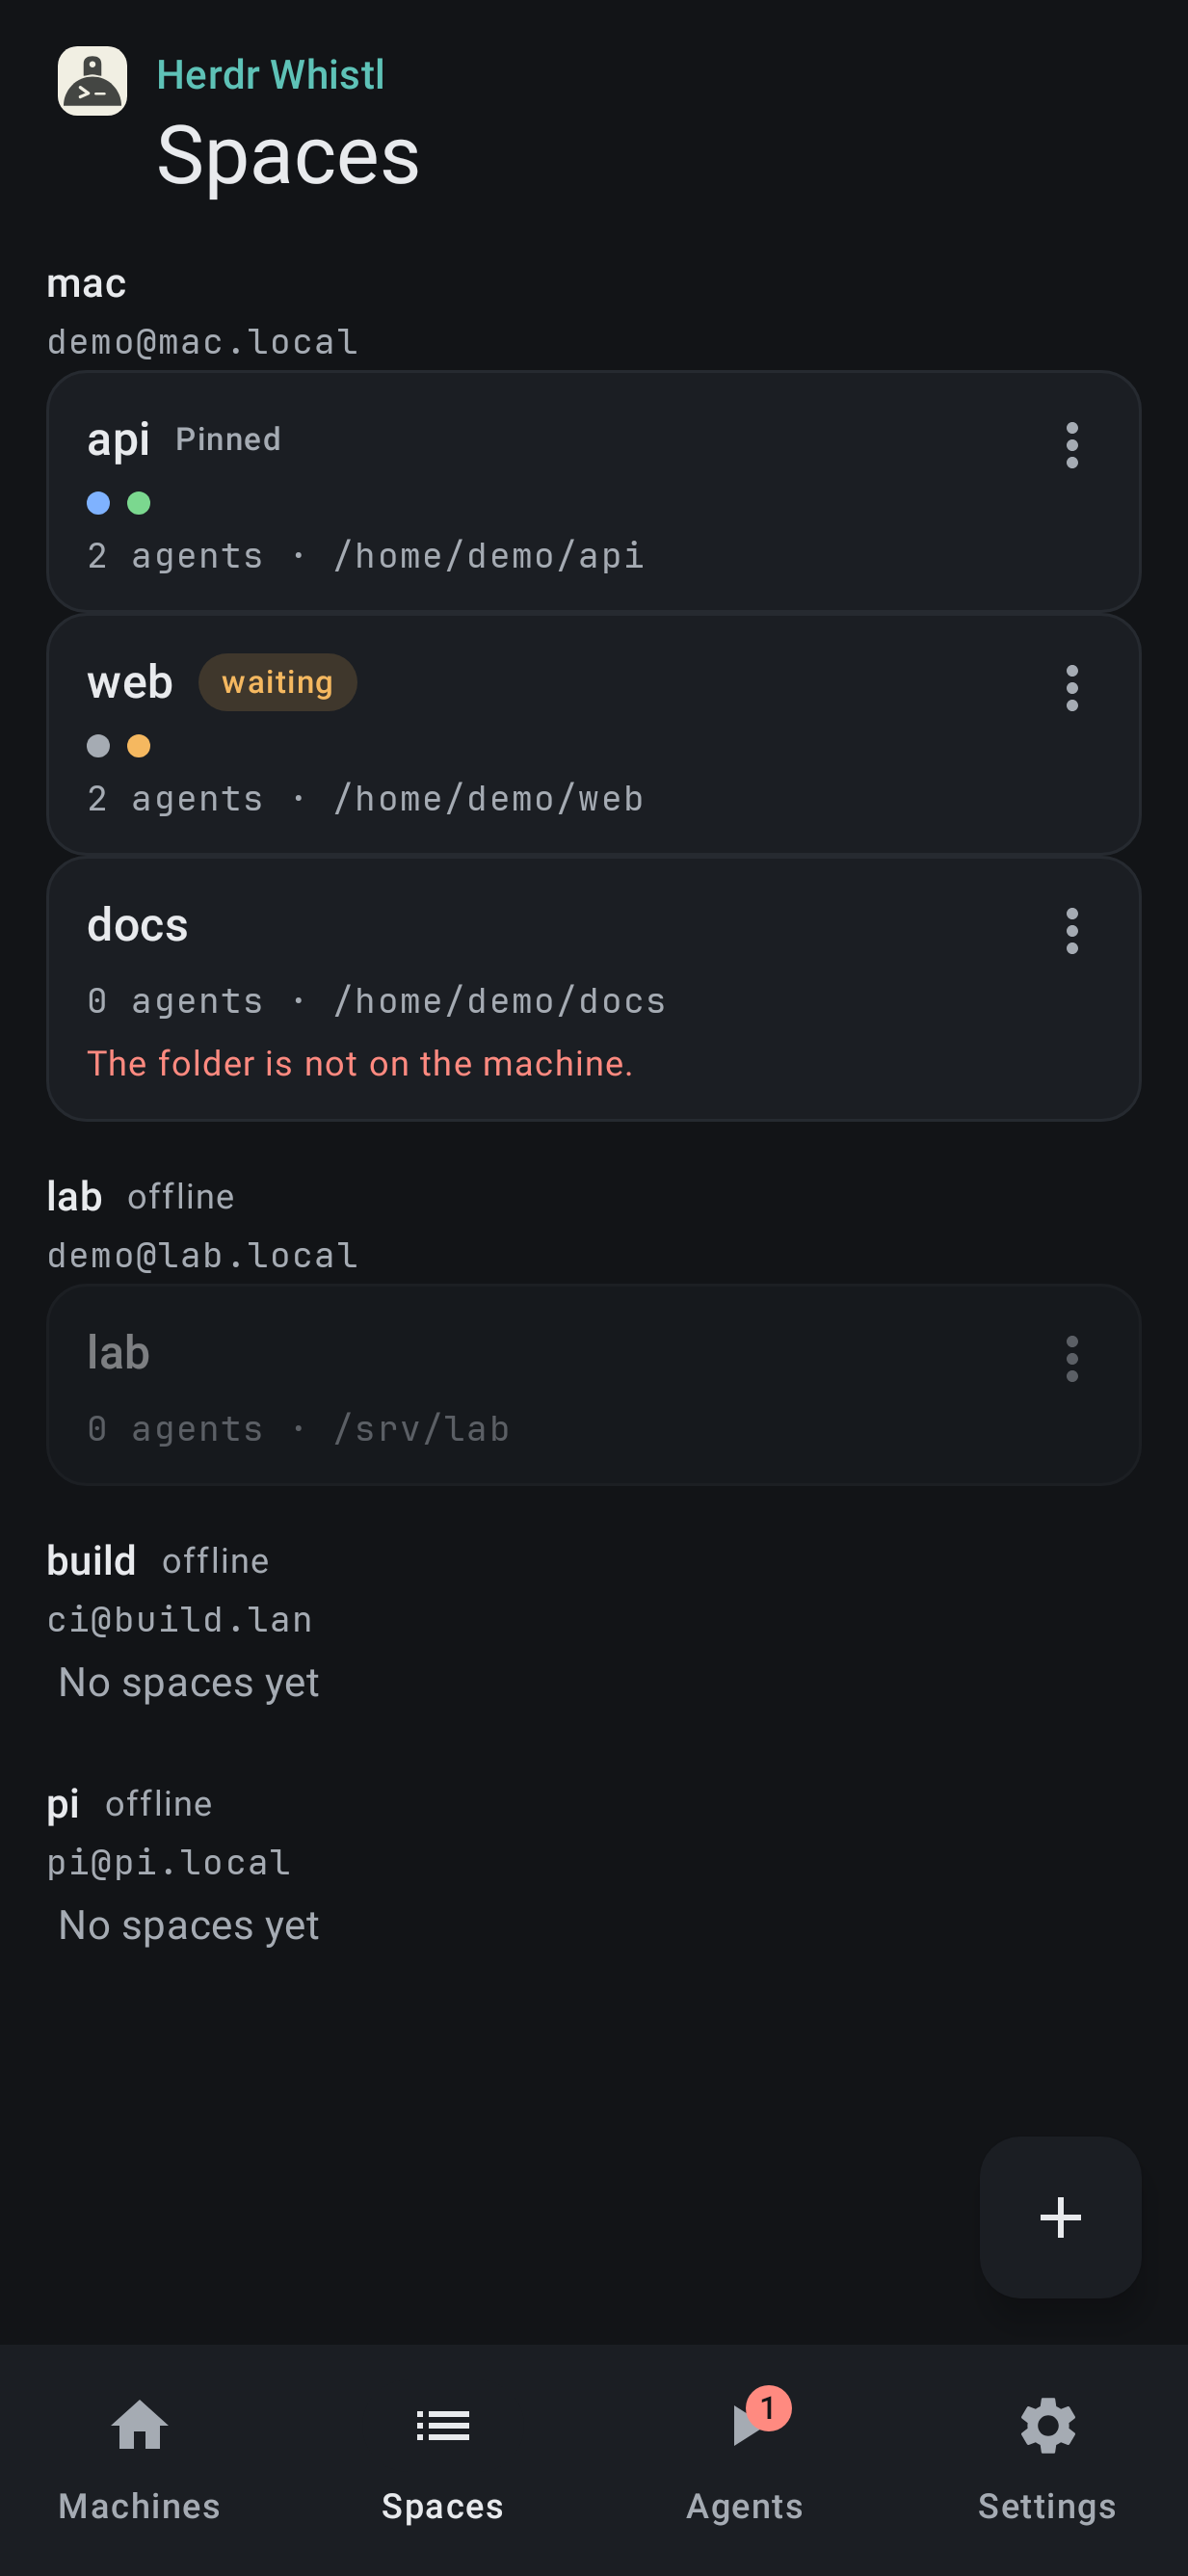 Herdr Whistl
Spaces
mac
demo@mac.local
api Pinned
2 agents · /home/demo/api
web waiting
2 agents · /home/demo/web
docs
0 agents · /home/demo/docs
The folder is not on the machine.
lab offline
demo@lab.local
lab
0 agents · /srv/lab
build offline
ci@build.lan
No spaces yet
pi offline
pi@pi.local
No spaces yet
1
Machines Spaces Agents Settings